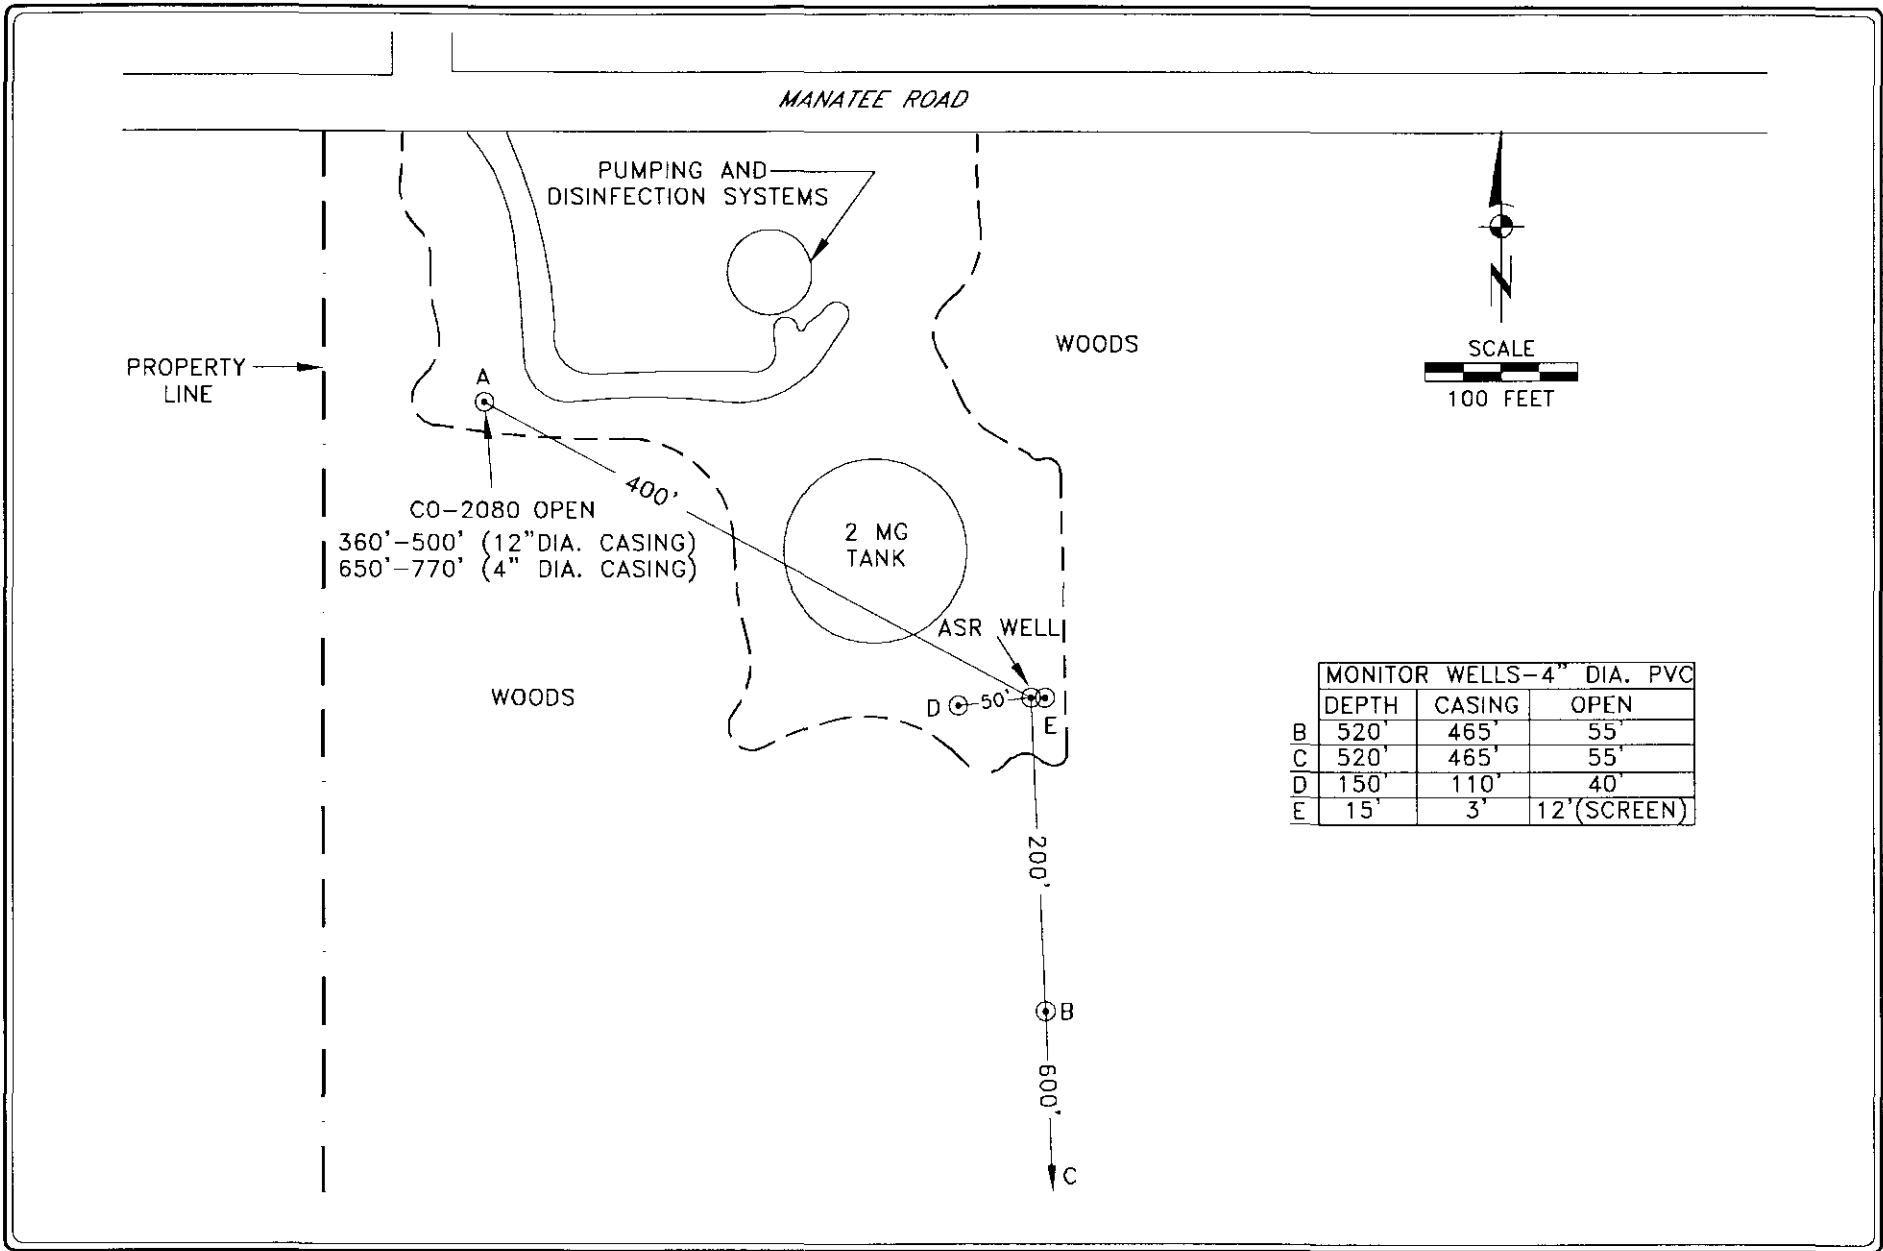 MANATEE ROAD
PUMPING AND
DISINFECTION SYSTEMS
N
WOODS
SCALE
100 FEET
PROPERTY
LINE
A
400'
CO-2080 OPEN
360'-500' (12"DIA. CASING)
650'-770' (4" DIA. CASING)
2 MG
TANK
ASR WELL
WOODS
D
50'
E
MONITOR WELLS-4" DIA. PVC
DEPTH CASING OPEN
B 520' 465' 55'
C 520' 465' 55'
D 150' 110' 40'
E 15' 3' 12'(SCREEN)
200'
B
600'
C